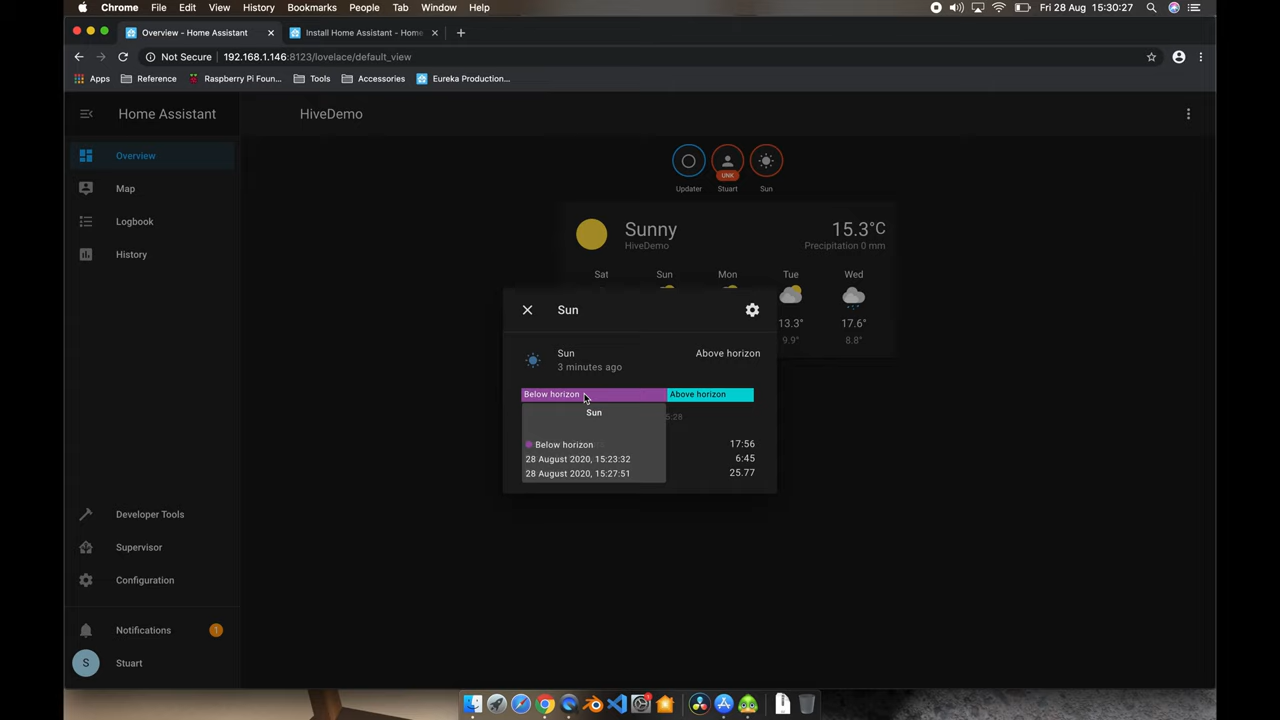 Chrome File Edit View History Bookmarks People Tab Window Help Fri 28 Aug 15:30:27
Overview - Home Assistant Install Home Assistant - Home
Not Secure 192.168.1.146:8123/lovelace/default_view
Apps Reference Raspberry Pi Foun... Tools Accessories Eureka Production...
Home Assistant HiveDemo
Overview
Map
Logbook
History
Developer Tools
Supervisor
Configuration
Notifications 1
S Stuart
UNK
Updater Stuart Sun
Sunny 15.3°C
HiveDemo Precipitation 0 mm
Sat Sun Mon Tue Wed
13.3° 17.6°
9.9° 8.8°
Sun
Sun Above horizon
3 minutes ago
Below horizon Above horizon
Sun 5:28
Below horizon 17:56
28 August 2020, 15:23:32 6:45
28 August 2020, 15:27:51 25.77